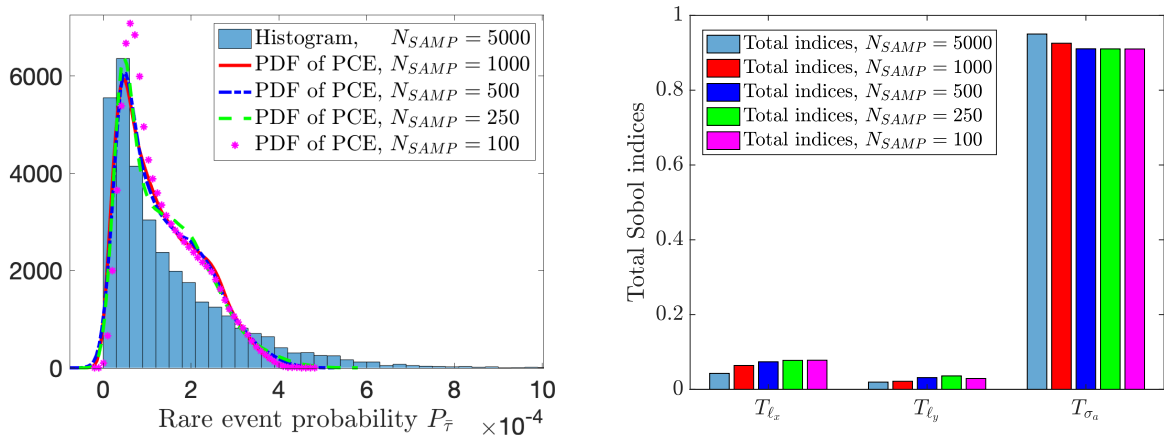 Histogram, N_{SAMP} = 5000
PDF of PCE, N_{SAMP} = 1000
PDF of PCE, N_{SAMP} = 500
PDF of PCE, N_{SAMP} = 250
PDF of PCE, N_{SAMP} = 100
6000
4000
2000
0
0 2 4 6 8 10
×10^{-4}
Rare event probability P_{\bar{τ}}
Total indices, N_{SAMP} = 5000
Total indices, N_{SAMP} = 1000
Total indices, N_{SAMP} = 500
Total indices, N_{SAMP} = 250
Total indices, N_{SAMP} = 100
Total Sobol indices
1
0.8
0.6
0.4
0.2
0
T_{ℓ_x} T_{ℓ_y} T_{σ_a}